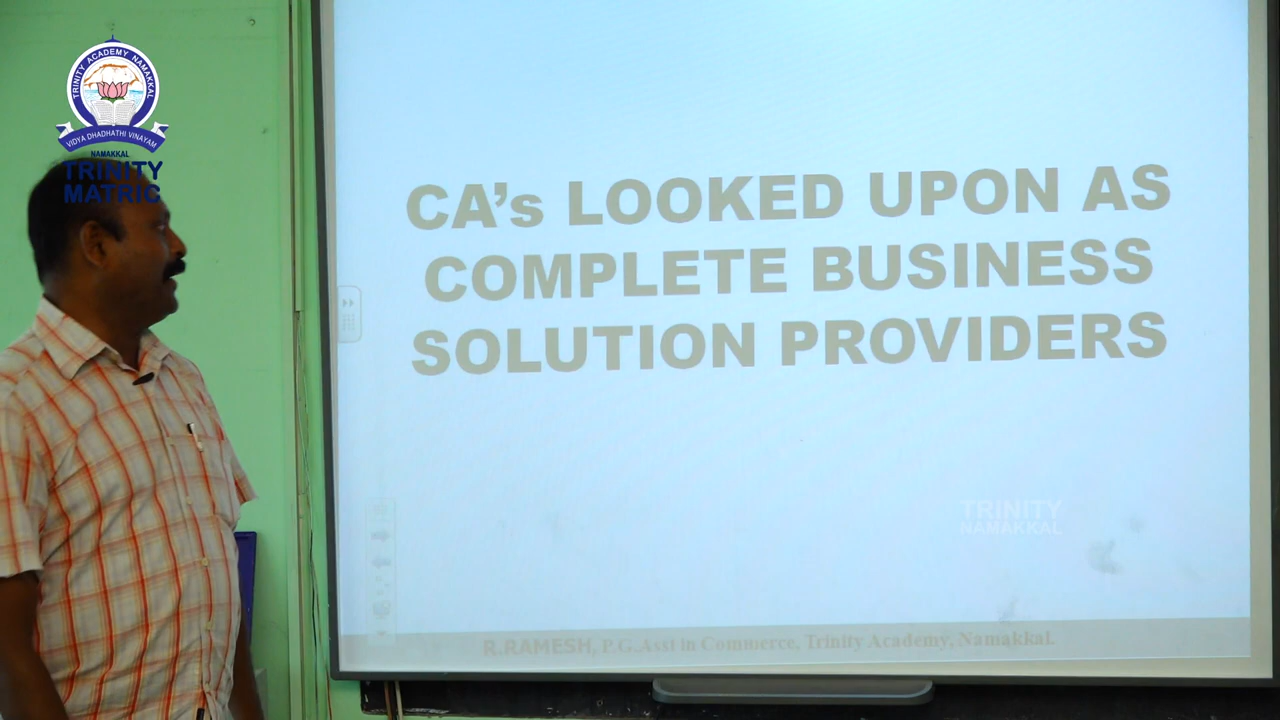 TRINITY ACADEMY NAMAKKAL
VIDYA DHADHATHI VINAYAM
NAMAKKAL
TRINITY
MATRIC
CA’s LOOKED UPON AS
COMPLETE BUSINESS
SOLUTION PROVIDERS
TRINITY
NAMAKKAL
R.RAMESH, P.G.Asst in Commerce, Trinity Academy, Namakkal.